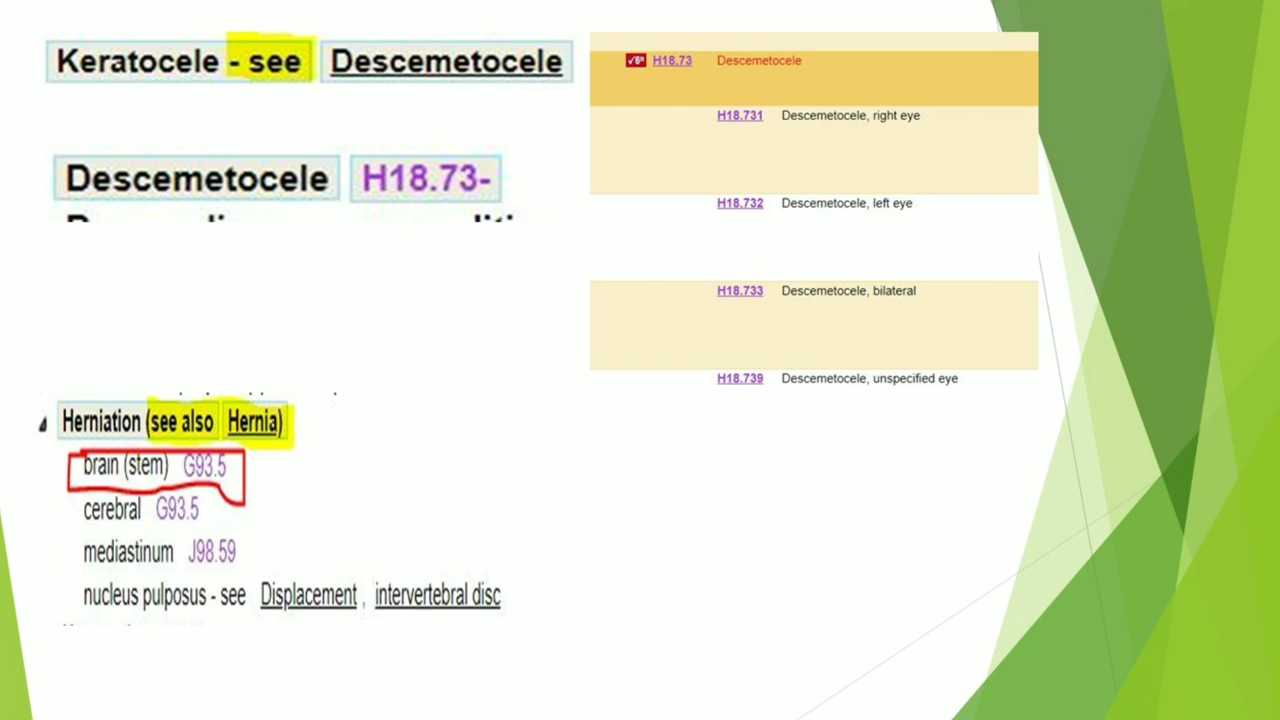 Keratocele - see Descemetocele
Descemetocele H18.73-
√6th H18.73 Descemetocele
H18.731 Descemetocele, right eye
H18.732 Descemetocele, left eye
H18.733 Descemetocele, bilateral
H18.739 Descemetocele, unspecified eye
Herniation (see also Hernia)
brain (stem) G93.5
cerebral G93.5
mediastinum J98.59
nucleus pulposus - see Displacement , intervertebral disc